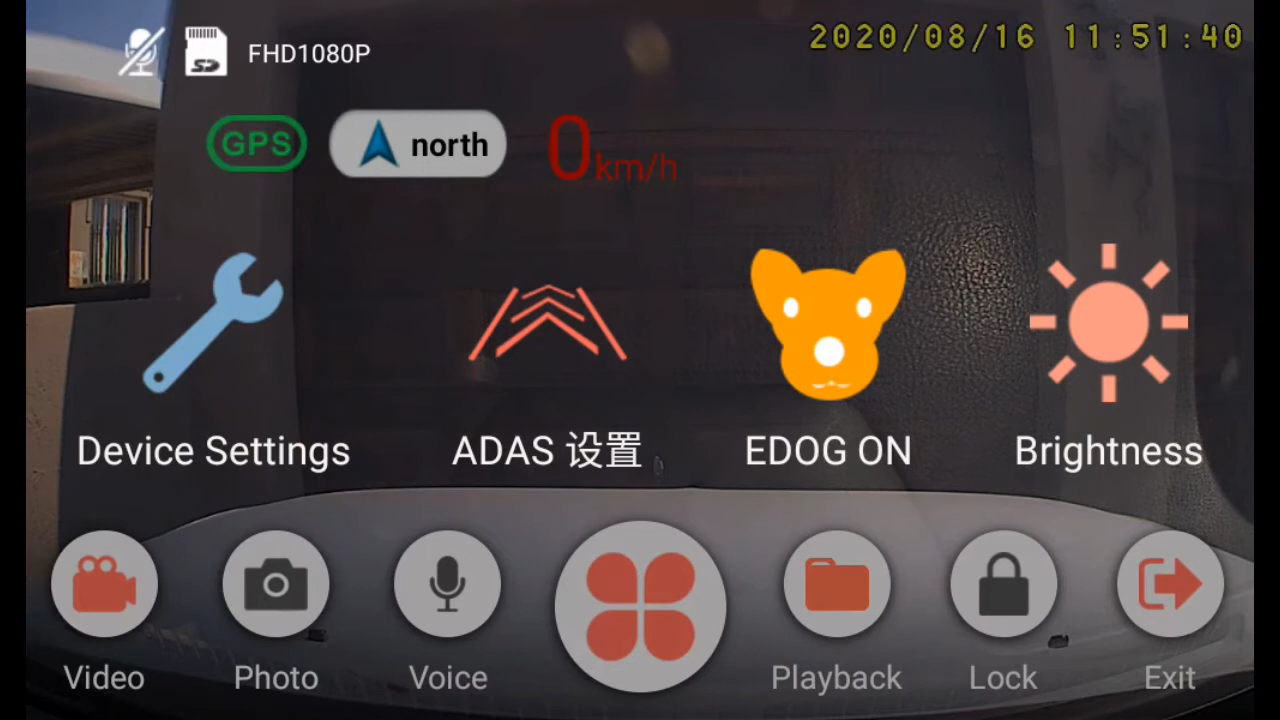 FHD1080P
2020/08/16 11:51:40
SD
GPS
north
0km/h
Device Settings
ADAS 设置
EDOG ON
Brightness
Video
Photo
Voice
Playback
Lock
Exit